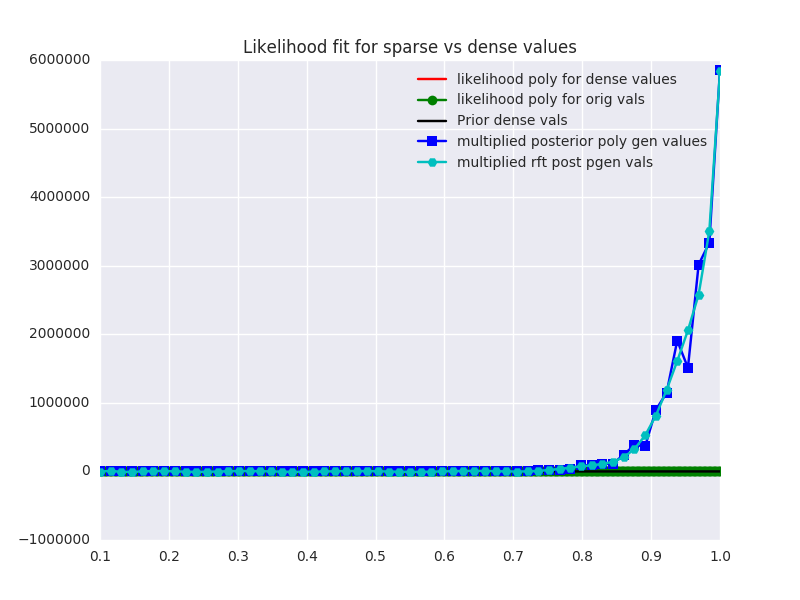 Likelihood fit for sparse vs dense values
6000000
5000000
4000000
3000000
2000000
1000000
0
−1000000
likelihood poly for dense values
likelihood poly for orig vals
Prior dense vals
multiplied posterior poly gen values
multiplied rft post pgen vals
0.1 0.2 0.3 0.4 0.5 0.6 0.7 0.8 0.9 1.0